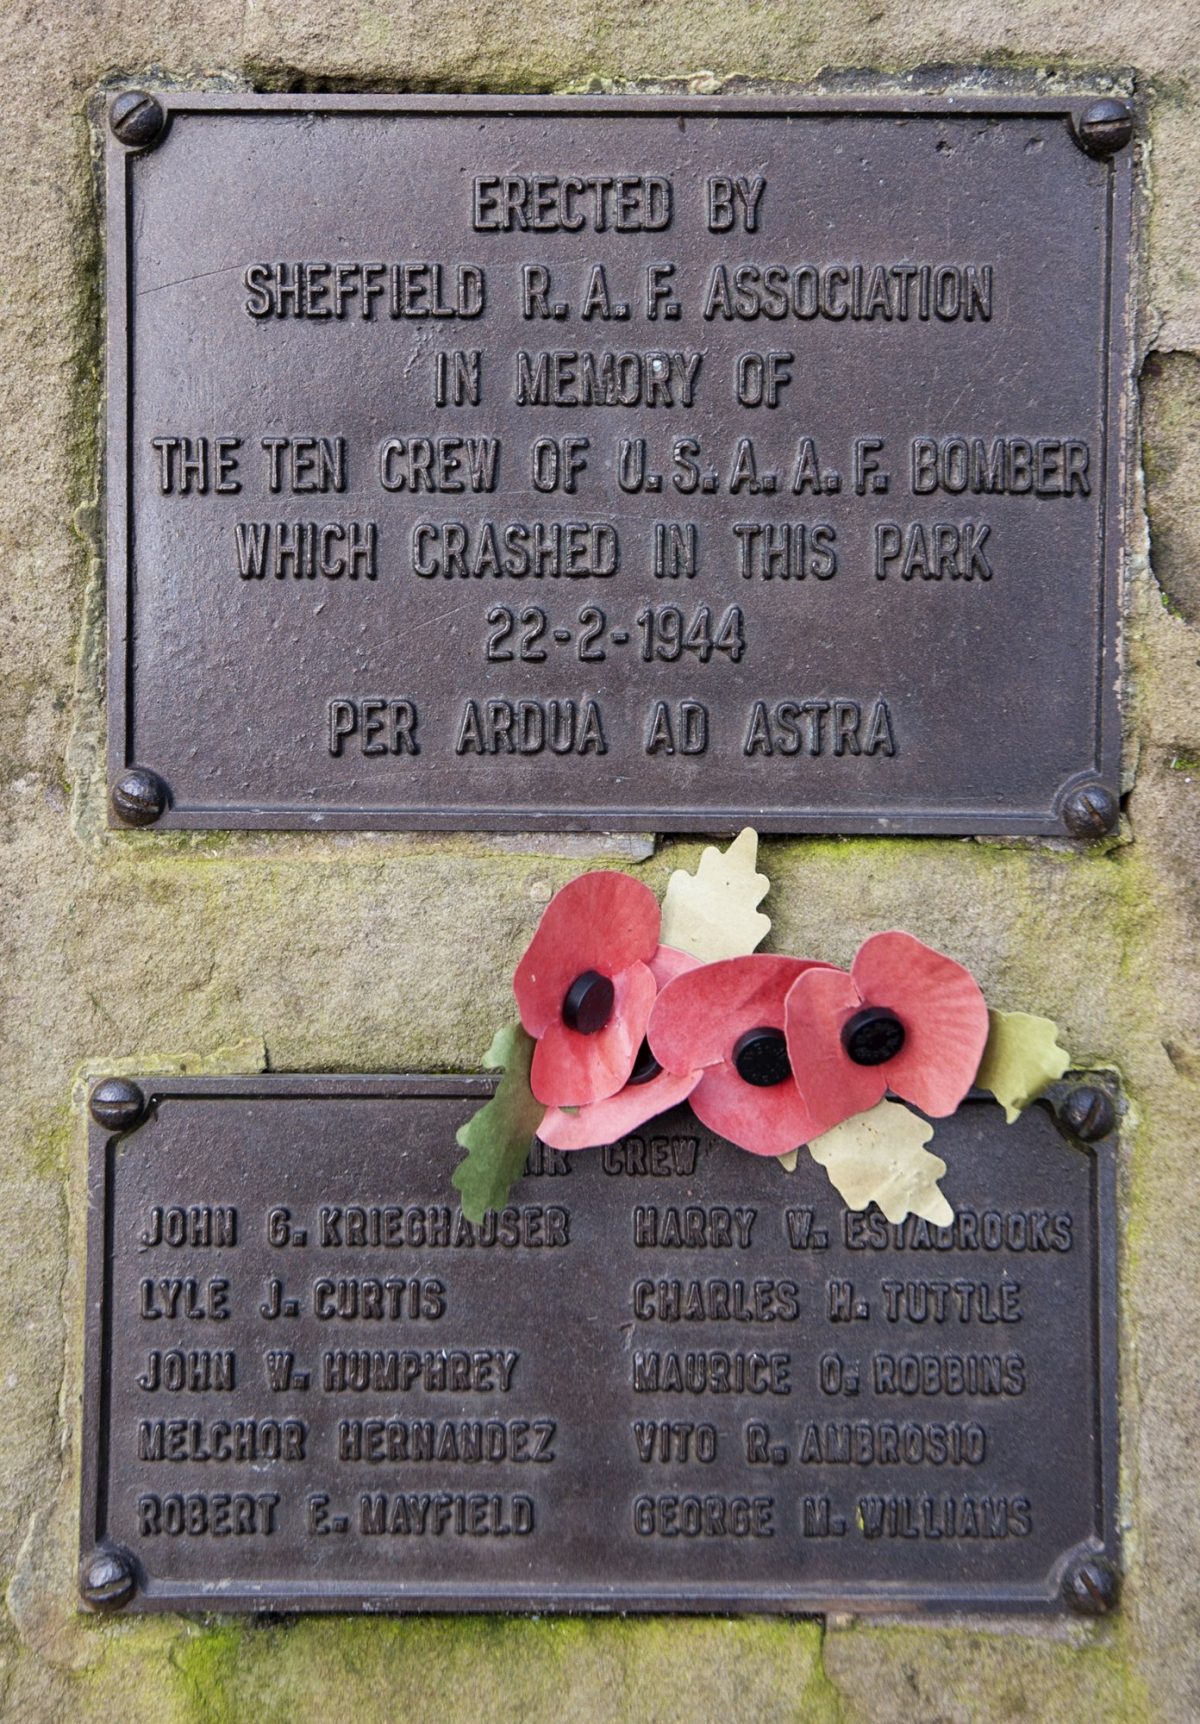 ERECTED BY
SHEFFIELD R.A.F. ASSOCIATION
IN MEMORY OF
THE TEN CREW OF U.S.A.A.F. BOMBER
WHICH CRASHED IN THIS PARK
22-2-1944
PER ARDUA AD ASTRA
CREW
JOHN G. KRIEGHAUSER
LYLE J. CURTIS
JOHN W. HUMPHREY
MELCHOR HERNANDEZ
ROBERT E. MAYFIELD
HARRY W. ESTABROOKS
CHARLES H. TUTTLE
MAURICE O. ROBBINS
VITO R. AMBROSIO
GEORGE M. WILLIAMS